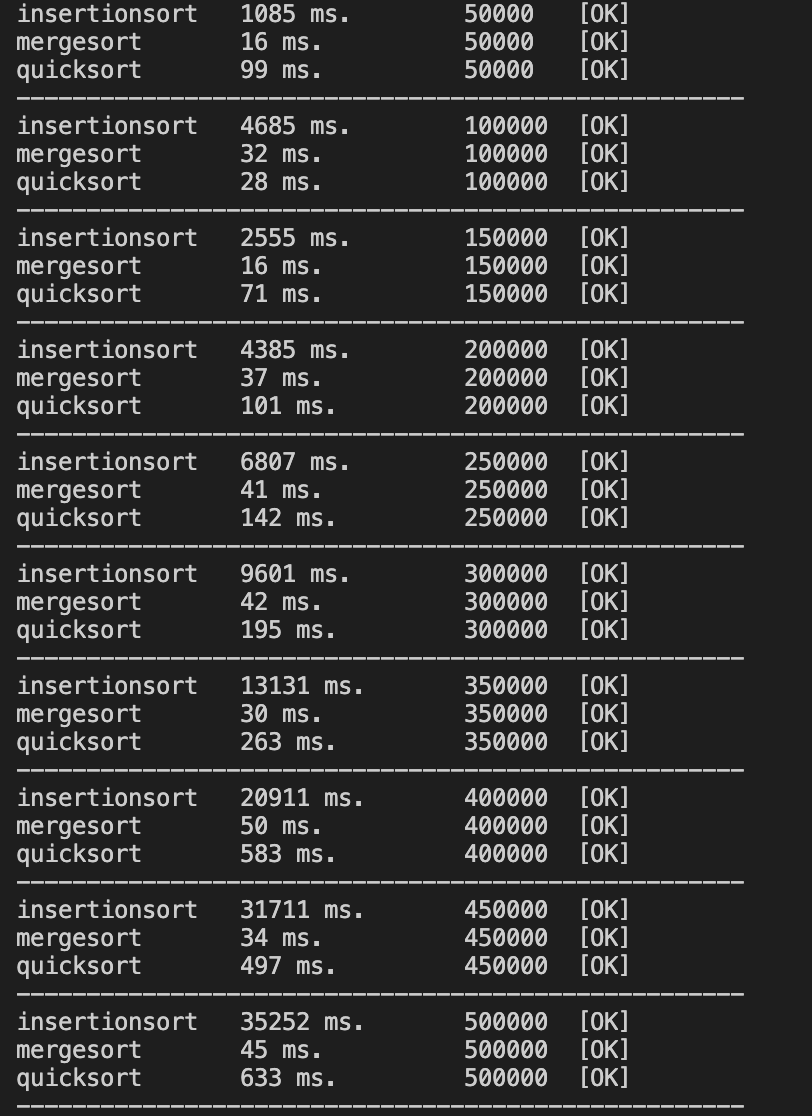 insertionsort   1085 ms.        50000   [OK]
mergesort       16 ms.          50000   [OK]
quicksort       99 ms.          50000   [OK]
----------------------------------------------------
insertionsort   4685 ms.        100000  [OK]
mergesort       32 ms.          100000  [OK]
quicksort       28 ms.          100000  [OK]
----------------------------------------------------
insertionsort   2555 ms.        150000  [OK]
mergesort       16 ms.          150000  [OK]
quicksort       71 ms.          150000  [OK]
----------------------------------------------------
insertionsort   4385 ms.        200000  [OK]
mergesort       37 ms.          200000  [OK]
quicksort       101 ms.         200000  [OK]
----------------------------------------------------
insertionsort   6807 ms.        250000  [OK]
mergesort       41 ms.          250000  [OK]
quicksort       142 ms.         250000  [OK]
----------------------------------------------------
insertionsort   9601 ms.        300000  [OK]
mergesort       42 ms.          300000  [OK]
quicksort       195 ms.         300000  [OK]
----------------------------------------------------
insertionsort   13131 ms.       350000  [OK]
mergesort       30 ms.          350000  [OK]
quicksort       263 ms.         350000  [OK]
----------------------------------------------------
insertionsort   20911 ms.       400000  [OK]
mergesort       50 ms.          400000  [OK]
quicksort       583 ms.         400000  [OK]
----------------------------------------------------
insertionsort   31711 ms.       450000  [OK]
mergesort       34 ms.          450000  [OK]
quicksort       497 ms.         450000  [OK]
----------------------------------------------------
insertionsort   35252 ms.       500000  [OK]
mergesort       45 ms.          500000  [OK]
quicksort       633 ms.         500000  [OK]
----------------------------------------------------